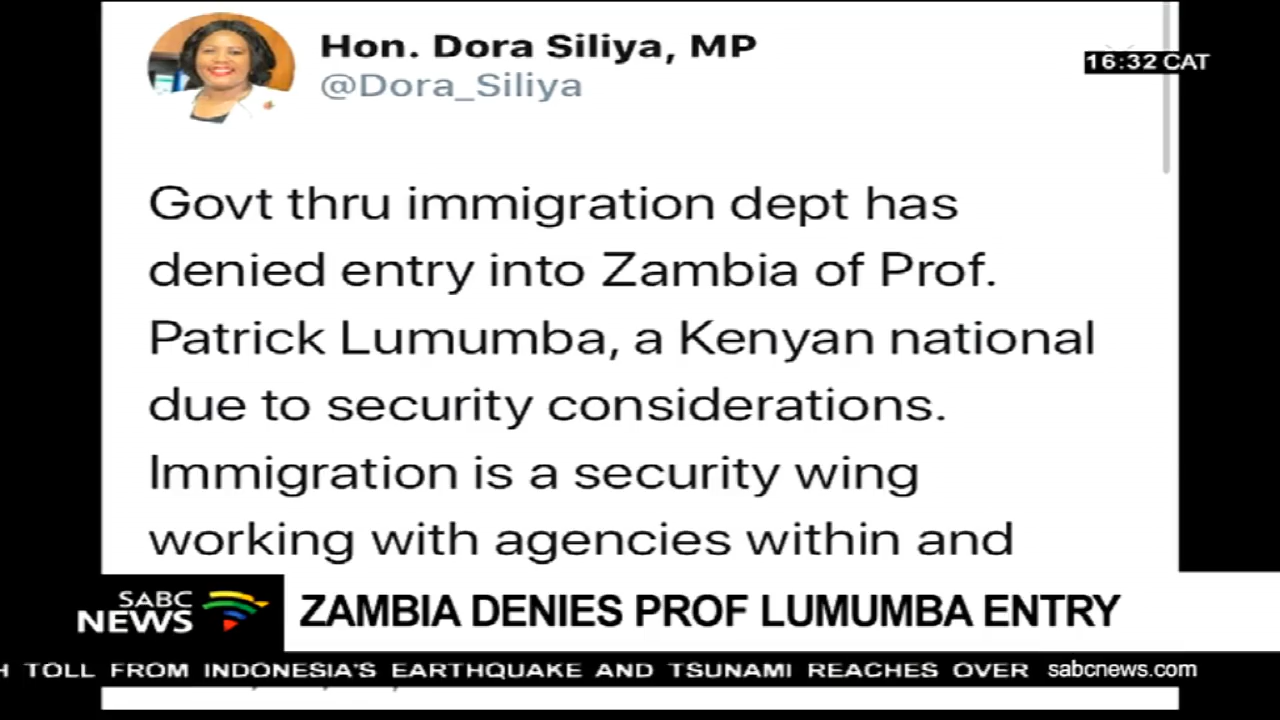 Hon. Dora Siliya, MP
@Dora_Siliya
16:32 CAT
Govt thru immigration dept has
denied entry into Zambia of Prof.
Patrick Lumumba, a Kenyan national
due to security considerations.
Immigration is a security wing
working with agencies within and
SABC
NEWS
ZAMBIA DENIES PROF LUMUMBA ENTRY
TOLL FROM INDONESIA'S EARTHQUAKE AND TSUNAMI REACHES OVER
sabcnews.com